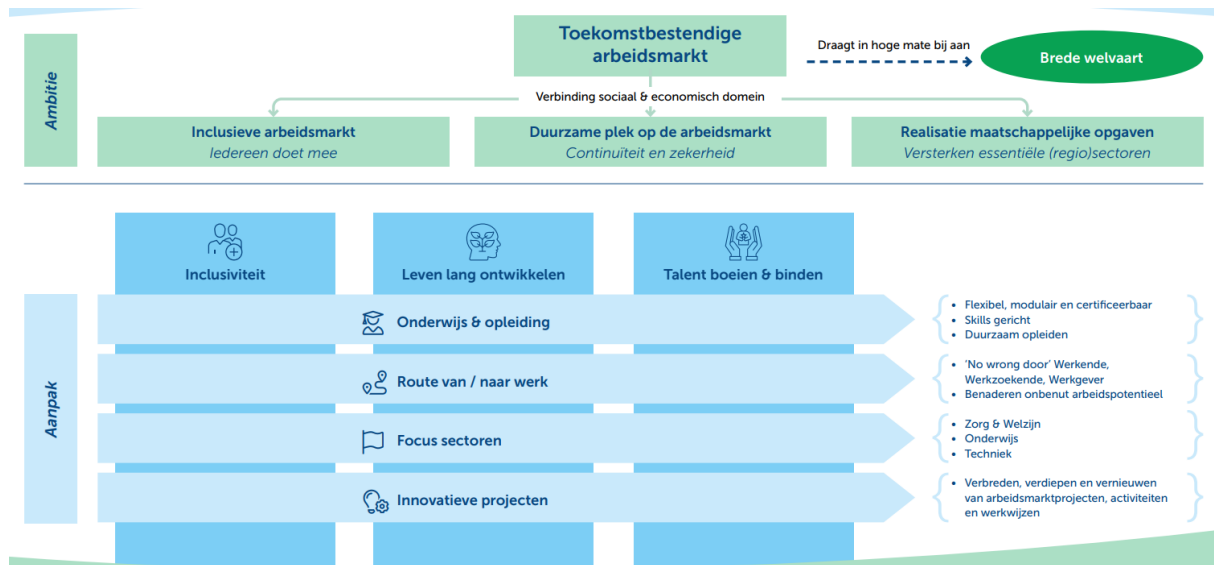 Ambitie
Toekomstbestendige
arbeidsmarkt
Draagt in hoge mate bij aan
Brede welvaart
Verbinding sociaal & economisch domein
Inclusieve arbeidsmarkt
Iedereen doet mee
Duurzame plek op de arbeidsmarkt
Continuïteit en zekerheid
Realisatie maatschappelijke opgaven
Versterken essentiële (regio)sectoren
Inclusiviteit
Leven lang ontwikkelen
Talent boeien & binden
Aanpak
Onderwijs & opleiding
• Flexibel, modulair en certificeerbaar
• Skills gericht
• Duurzaam opleiden
Route van / naar werk
• ‘No wrong door’ Werkende,
Werkzoekende, Werkgever
• Benaderen onbenut arbeidspotentieel
Focus sectoren
• Zorg & Welzijn
• Onderwijs
• Techniek
Innovatieve projecten
• Verbreden, verdiepen en vernieuwen
van arbeidsmarktprojecten, activiteiten
en werkwijzen